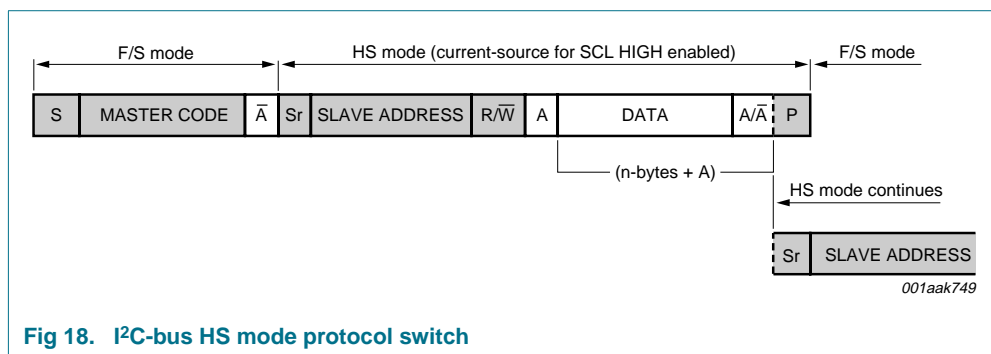 F/S mode HS mode (current-source for SCL HIGH enabled) F/S mode
S MASTER CODE A̅ Sr SLAVE ADDRESS R/W̅ A DATA A/A̅ P
(n-bytes + A)
HS mode continues
Sr SLAVE ADDRESS
001aak749
Fig 18. I²C-bus HS mode protocol switch